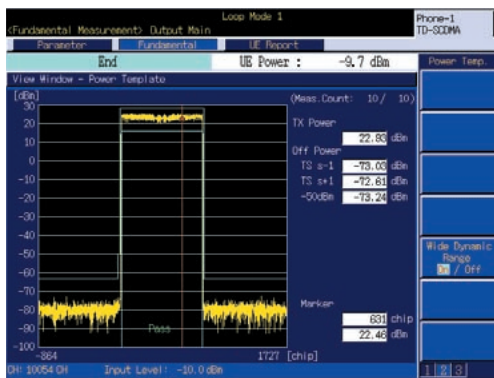 Loop Mode 1
Phone-1
<Fundamental Measurement> Output Main
TD-SCDMA
Parameter Fundamental UE Report
End UE Power : -9.7 dBm Power Temp.
View Window - Power Template
[dBm]
(Meas.Count: 10/ 10)
30
20
10
0
-10
-20
-30
-40
-50
-60
-70
-80
-90
-100
TX Power
22.93 dBm
Off Power
TS s-1 -73.03 dBm
TS s+1 -72.61 dBm
-50dBm -73.24 dBm
Wide Dynamic
Range
On / Off
Marker
631 chip
22.46 dBm
Pass
-864 1727 [chip]
CH: 10054 CH Input Level: -10.0 dBm
1 2 3